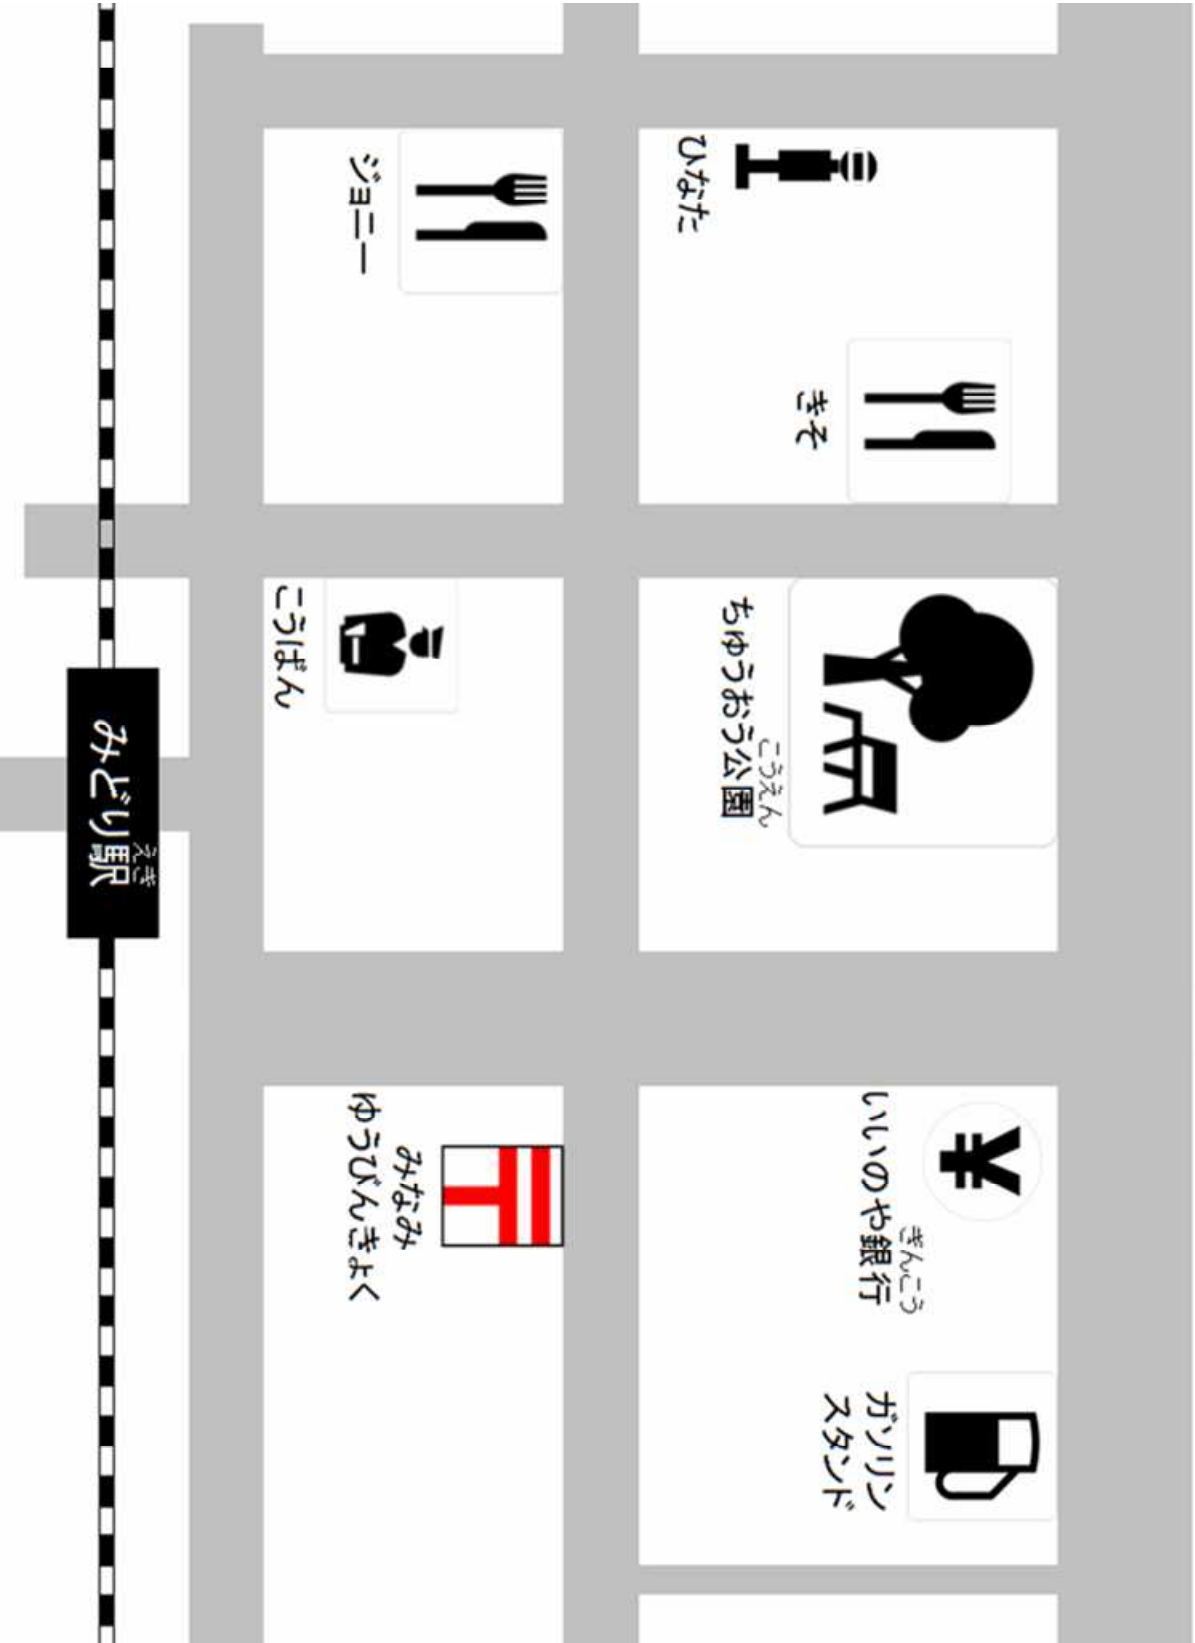 きそ
ひなた
こうえん
ちゅうおう公園
¥
ぎんこう
いいのや銀行
ガソリン
スタンド
ジョニー
こうばん
みなみ
ゆうびんきょく
えき
みどり駅